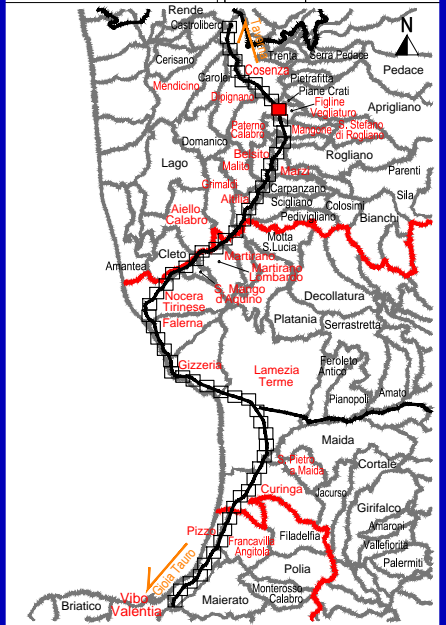 Rende
Castrolibero
N
Trenta
Serra Pedace
Cerisano
Carolei
Cosenza
Pedace
Mendicino
Pietrafitta
Dipignano
Piane Crati
Figline
Vegliaturo
Aprigliano
Paterno
Calabro
Mangone
S. Stefano
di Rogliano
Domanico
Belsito
Rogliano
Lago
Malito
Marzi
Parenti
Grimaldi
Carpanzano
Sila
Altilia
Scigliano
Colosimi
Aiello
Calabro
Pedivigliano
Bianchi
Motta
S.Lucia
Cleto
Martirano
Amantea
Martirano
Lombardo
S. Mango
d'Aquino
Nocera
Tirinese
Decollatura
Falerna
Platania
Serrastretta
Gizzeria
Feroleto
Antico
Lamezia
Terme
Pianopoli
Amato
Maida
S. Pietro
a Maida
Cortale
Curinga
Jacurso
Girifalco
Pizzo
Amaroni
Francavilla
Angitola
Filadelfia
Vallefiorita
Gioia Tauro
Polia
Palermiti
Vibo
Valentia
Monterosso
Calabro
Briatico
Maierato